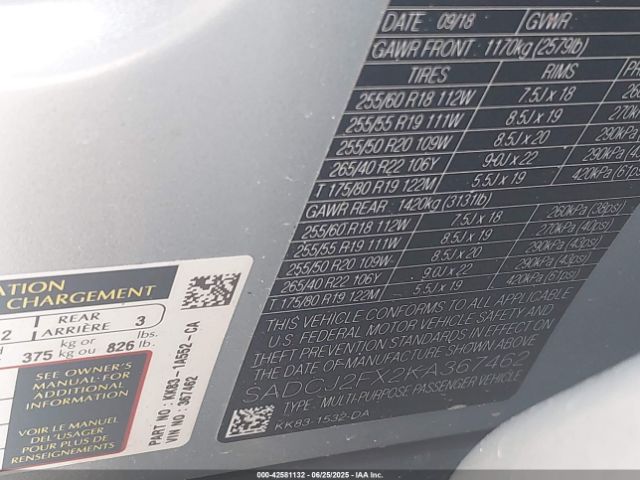 DATE: 09/18 GVWR
GAWR FRONT: 1170kg (2579lb)
TIRES RIMS
255/60 R18 112W 7.5J x 18
255/55 R19 111W 8.5J x 19 270k
255/50 R20 109W 8.5J x 20 290kPa
265/40 R22 106Y 9.0J x 22 290kPa
T 175/80 R19 122M 5.5J x 19 420kPa (61ps
GAWR REAR: 1420kg (3131lb)
255/60 R18 112W 7.5J x 18 260kPa (38psi)
255/55 R19 111W 8.5J x 19 270kPa (40psi)
255/50 R20 109W 8.5J x 20 290kPa (43psi)
265/40 R22 106Y 9.0J x 22 290kPa (43psi)
T 175/80 R19 122M 5.5J x 19 420kPa (61psi)
THIS VEHICLE CONFORMS TO ALL APPLICABLE
U.S. FEDERAL MOTOR VEHICLE SAFETY AND
THEFT PREVENTION STANDARDS IN EFFECT ON
THE DATE OF MANUFACTURE SHOWN ABOVE.
SADCJ2FX2KA367462
TYPE: MULTI-PURPOSE PASSENGER VEHICLE
KK83-1532-DA
CHARGEMENT
2 REAR 3
ARRIÈRE
kg or lbs.
375 kg ou 826 lb.
SEE OWNER'S
MANUAL FOR
ADDITIONAL
INFORMATION
VOIR LE MANUEL
DE L'USAGER
POUR PLUS DE
PART NO : KK83-1A552-CA
VIN NO : 367462
000-42581132 - 06/25/2025 - IAA Inc.